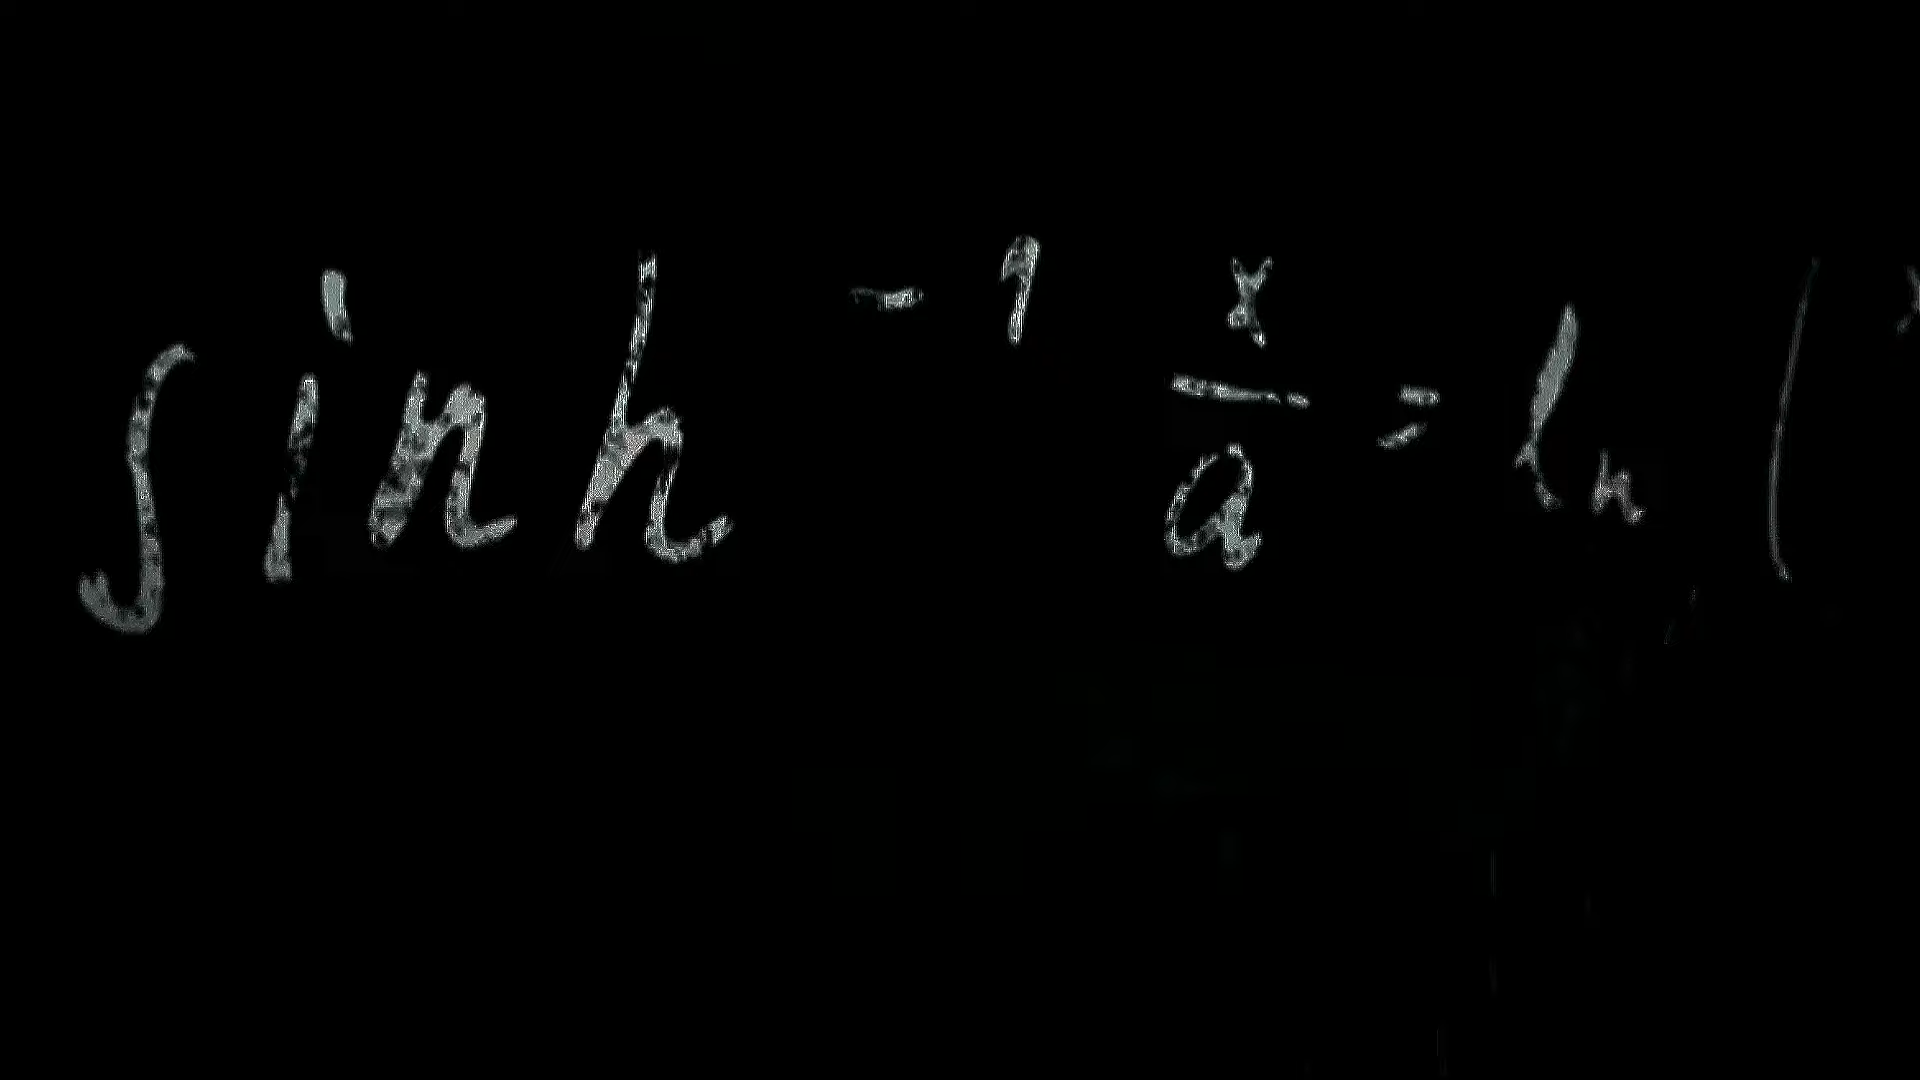 sinh⁻¹ x/a = ln (